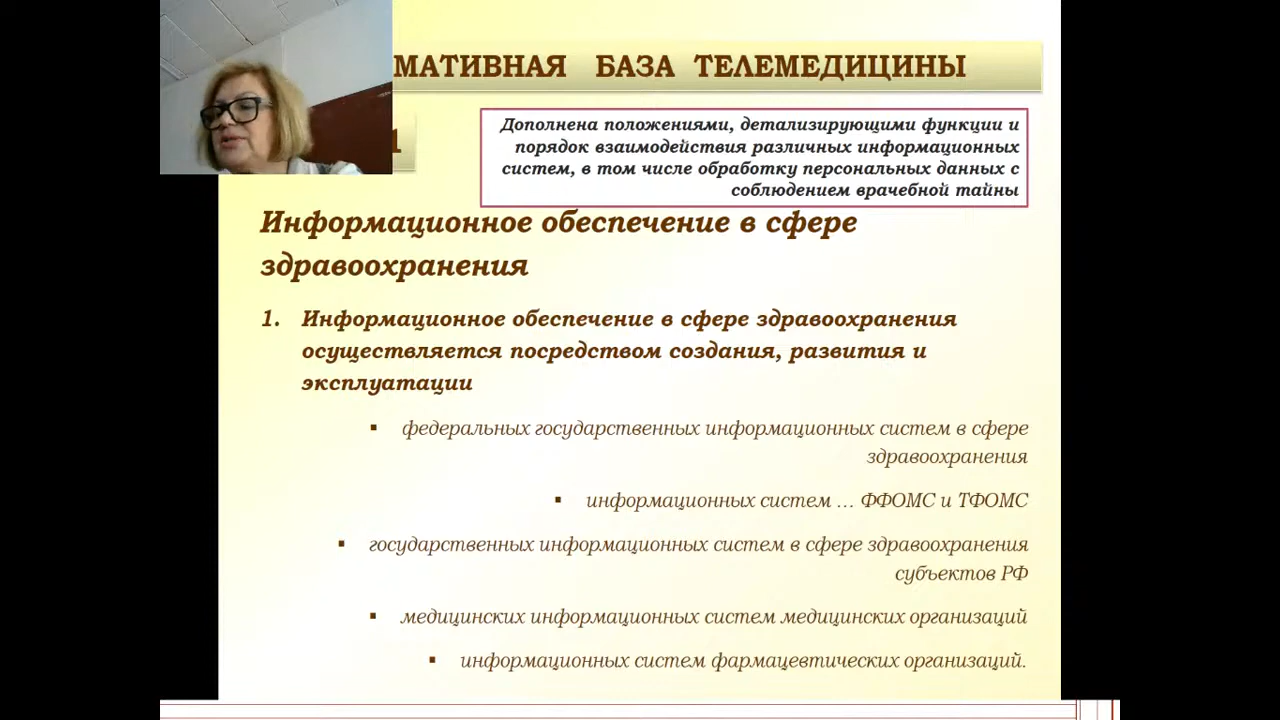 МАТИВНАЯ БАЗА ТЕЛЕМЕДИЦИНЫ
1
Дополнена положениями, детализирующими функции и
порядок взаимодействия различных информационных
систем, в том числе обработку персональных данных с
соблюдением врачебной тайны
Информационное обеспечение в сфере
здравоохранения
1. Информационное обеспечение в сфере здравоохранения
осуществляется посредством создания, развития и
эксплуатации
▪ федеральных государственных информационных систем в сфере
здравоохранения
▪ информационных систем ... ФФОМС и ТФОМС
▪ государственных информационных систем в сфере здравоохранения
субъектов РФ
▪ медицинских информационных систем медицинских организаций
▪ информационных систем фармацевтических организаций.